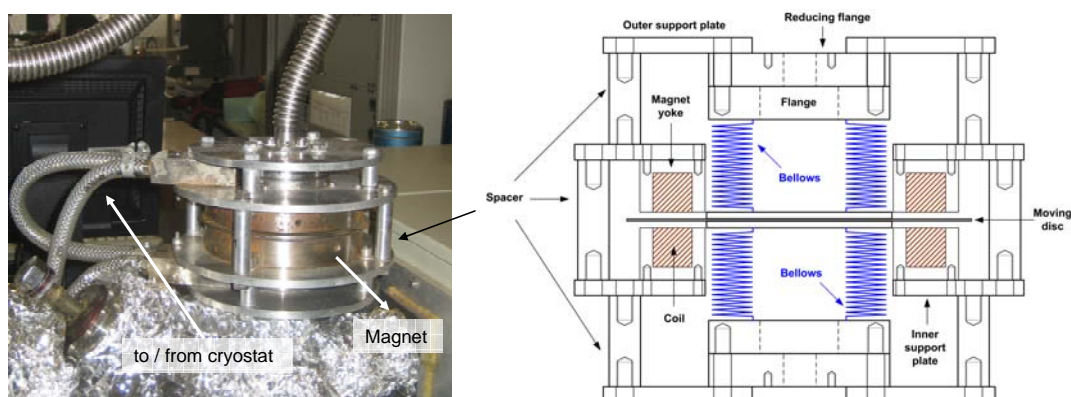 to / from cryostat
Magnet
Outer support plate
Reducing flange
Magnet
yoke
Flange
Spacer
Bellows
Moving
disc
Bellows
Coil
Inner
support
plate